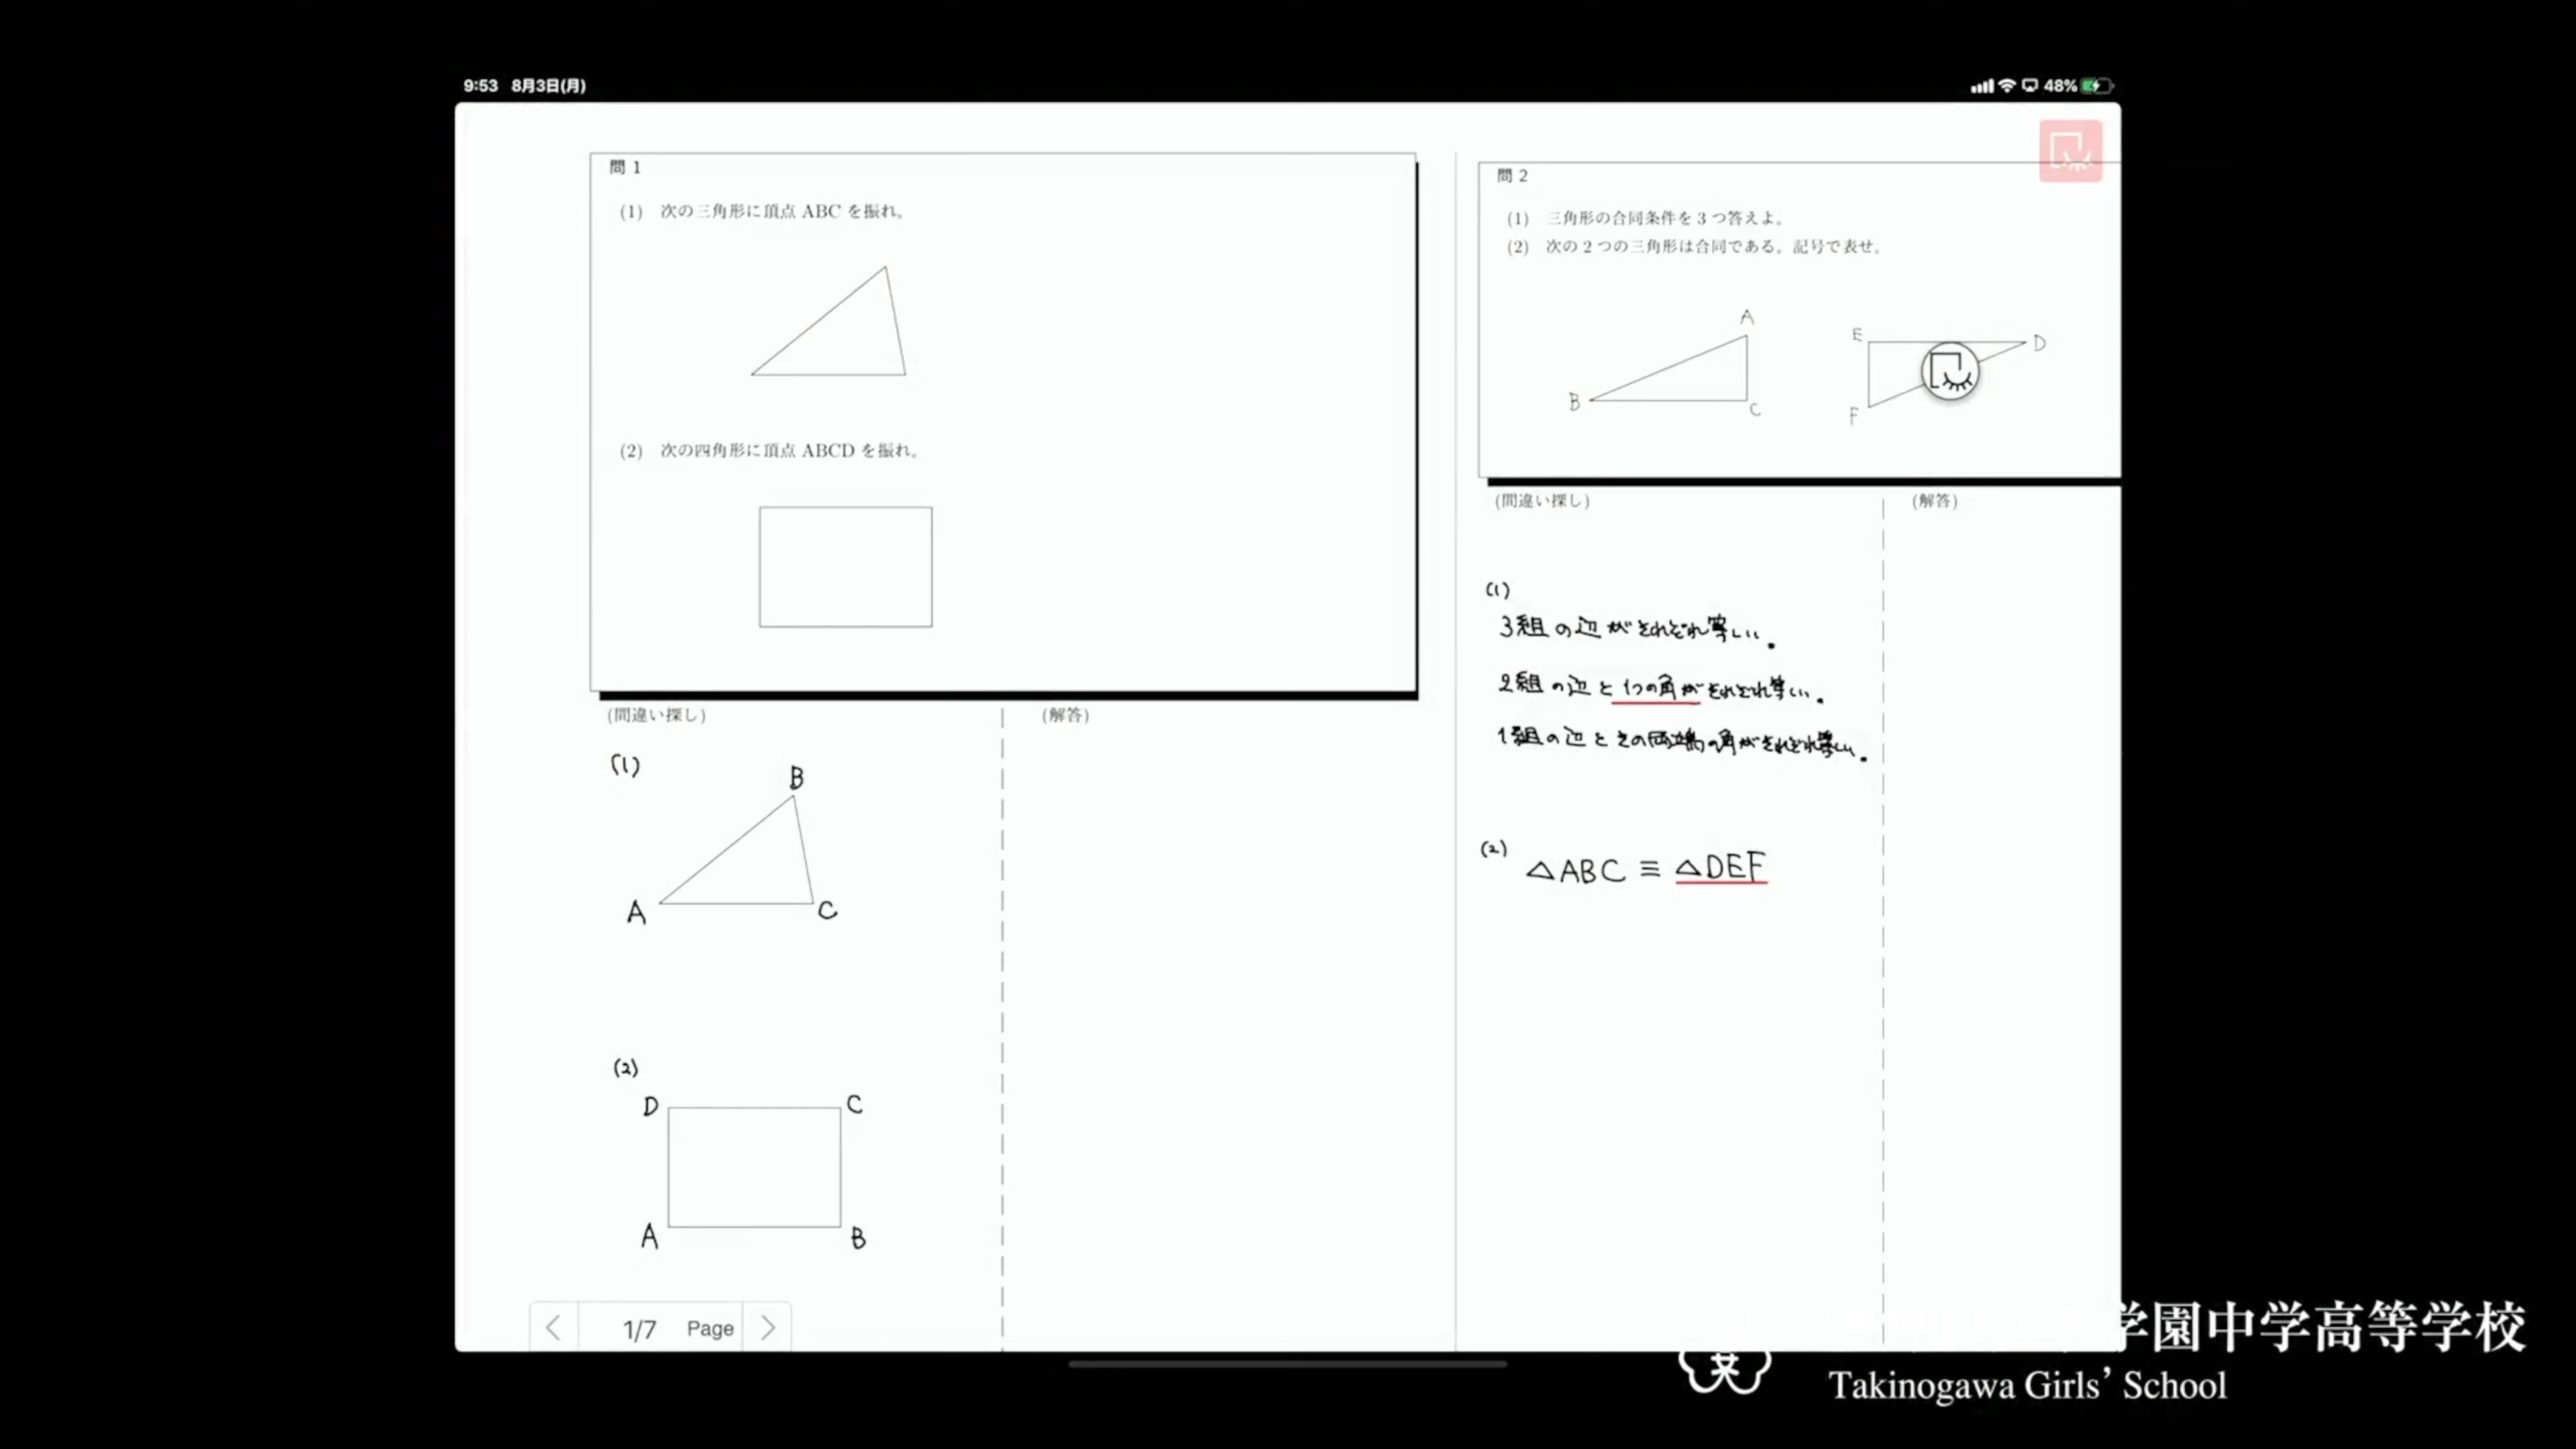 9:53 8月3日(月)
48%
問 1
(1) 次の三角形に頂点 ABC を振れ。
(2) 次の四角形に頂点 ABCD を振れ。
(間違い探し)
(解答)
(1)
B
A
C
(2)
D
C
A
B
1/7 Page
問 2
(1) 三角形の合同条件を 3 つ答えよ。
(2) 次の 2 つの三角形は合同である。記号で表せ。
A
B
C
E
D
F
(間違い探し)
(解答)
(1)
3組の辺がそれぞれ等しい.
2組の辺と1つの角がそれぞれ等しい.
1組の辺とその両端の角がそれぞれ等しい.
(2) △ABC ≡ △DEF
学園中学高等学校
Takinogawa Girls' School